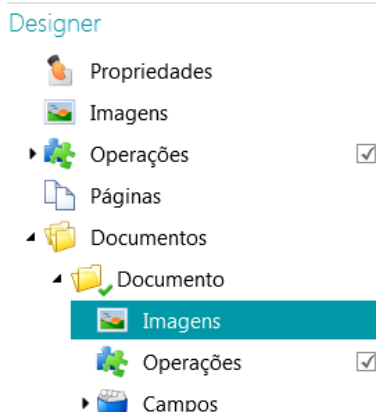 Designer
Propriedades
Imagens
Operações
Páginas
Documentos
Documento
Imagens
Operações
Campos